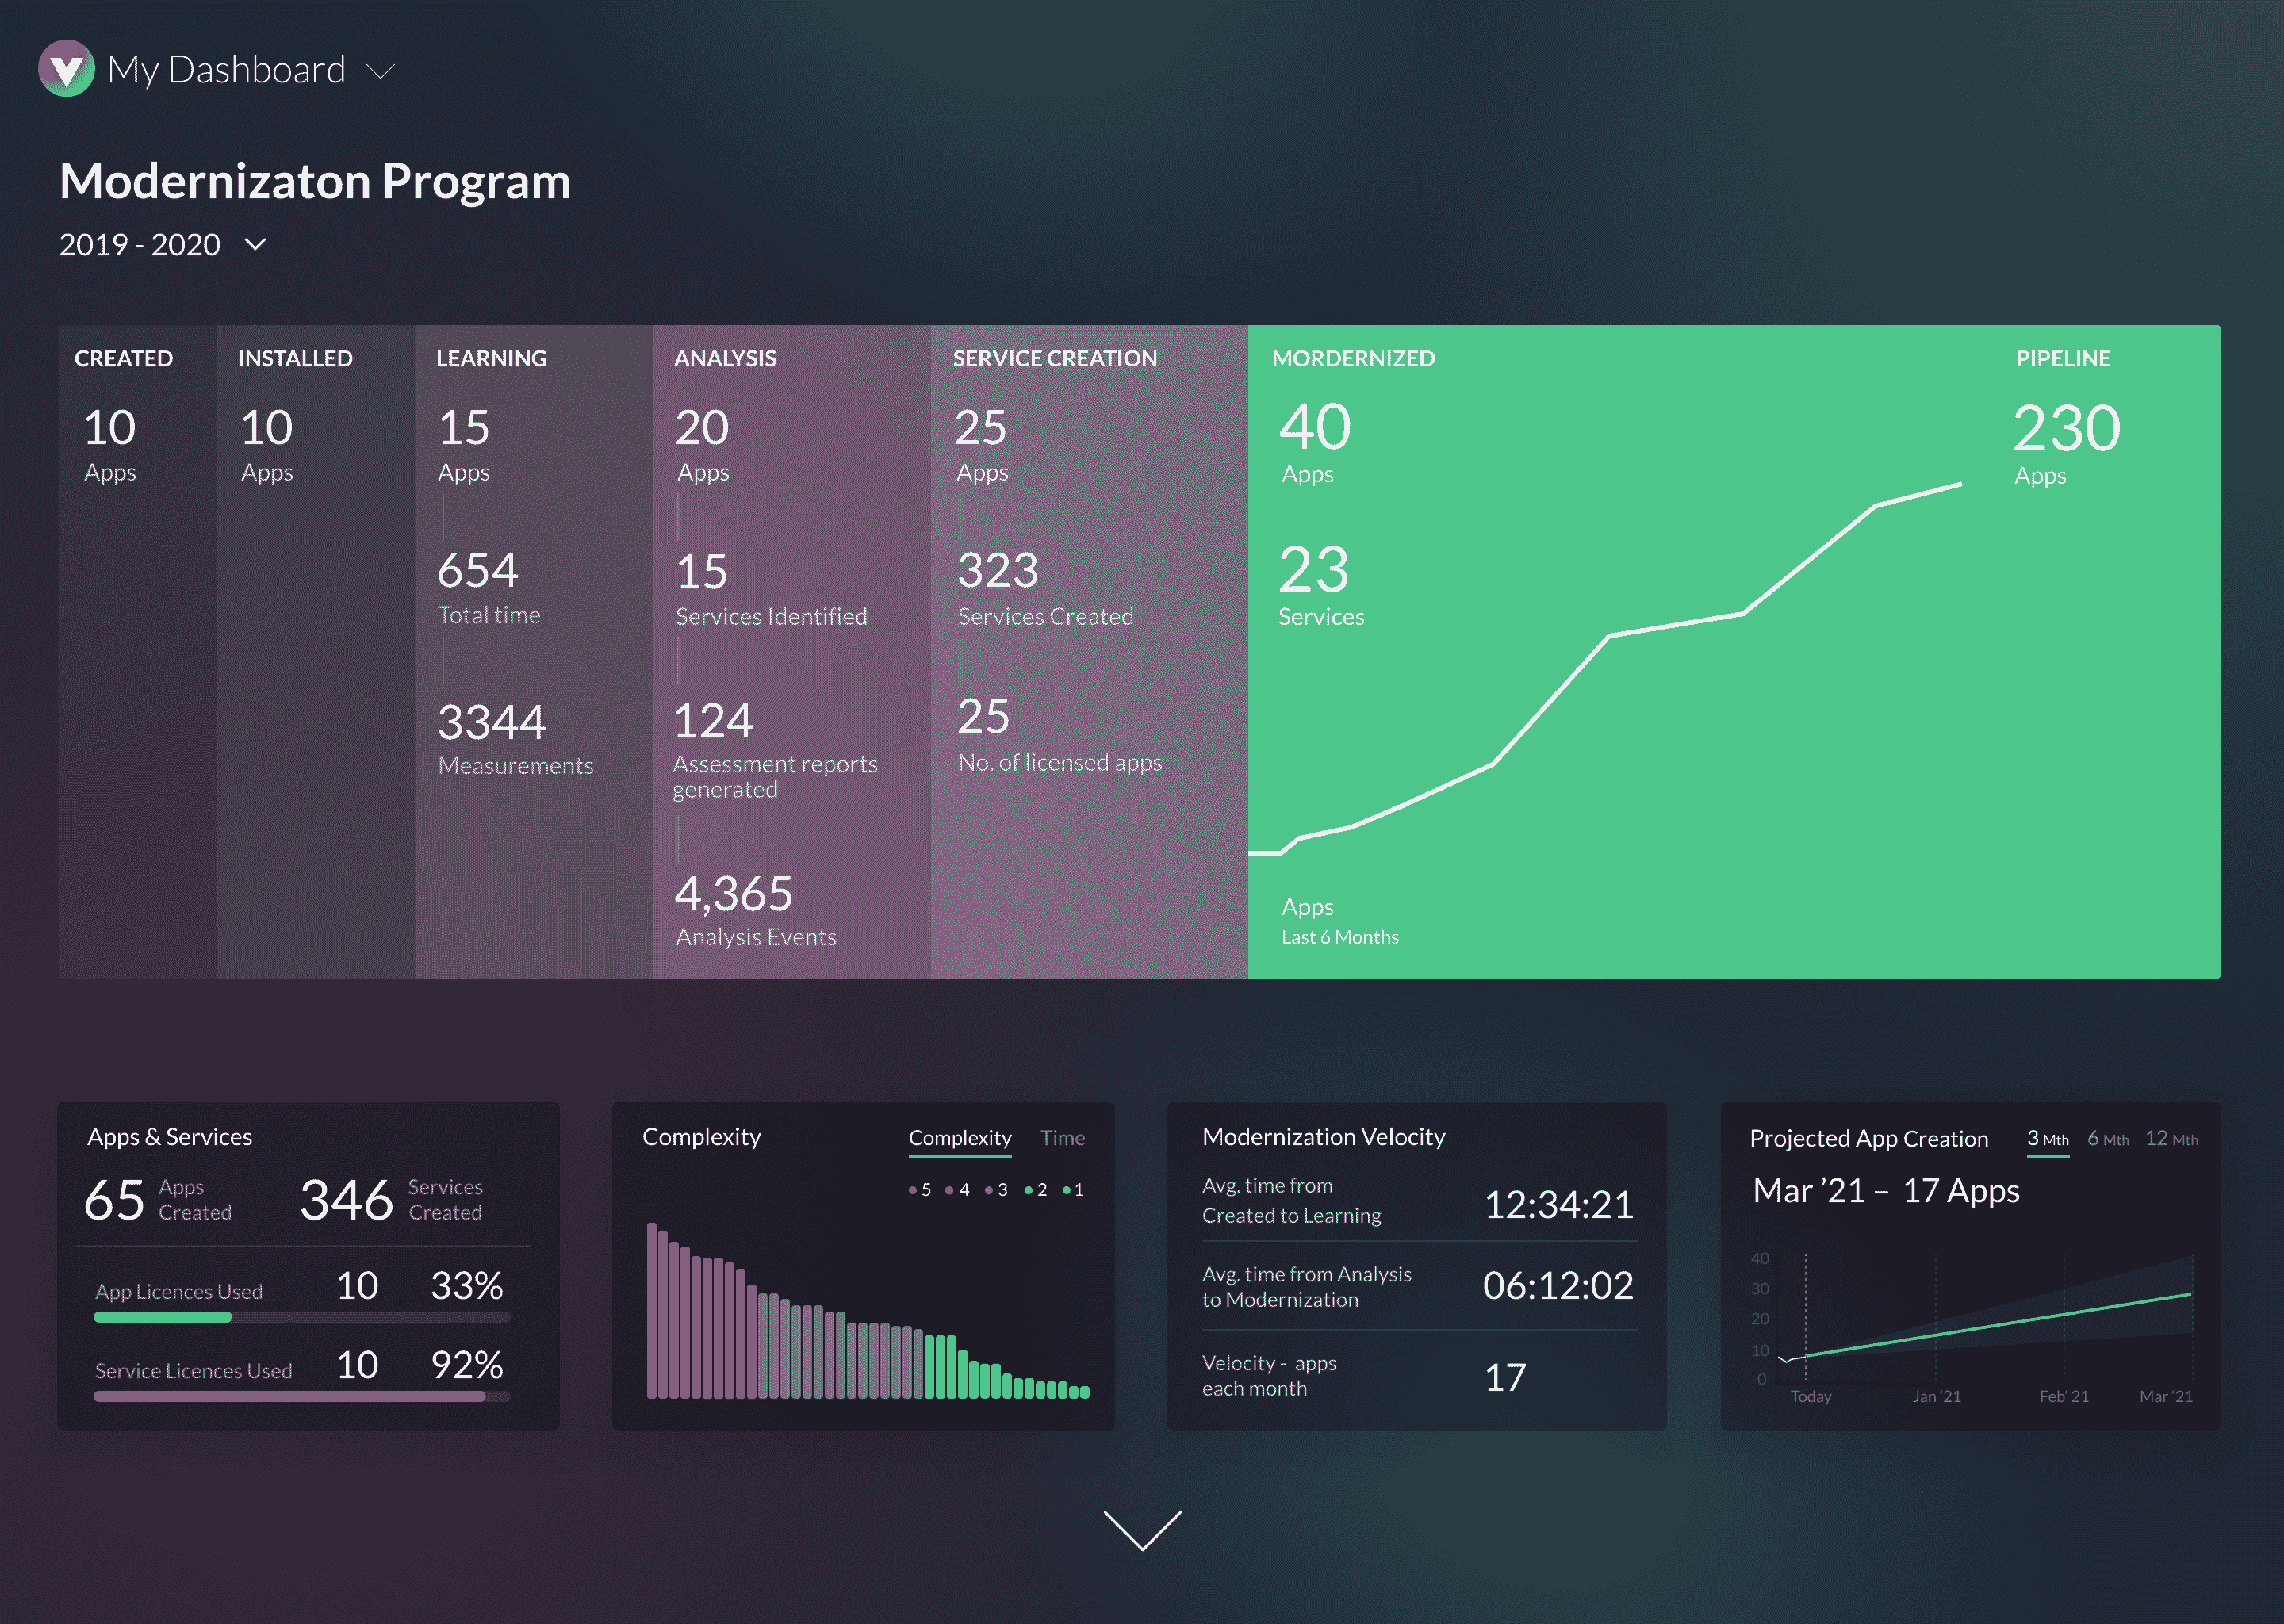 V My Dashboard
Modernizaton Program
2019 - 2020
CREATED
10
Apps
INSTALLED
10
Apps
LEARNING
15
Apps
654
Total time
3344
Measurements
ANALYSIS
20
Apps
15
Services Identified
124
Assessment reports
generated
4,365
Analysis Events
SERVICE CREATION
25
Apps
323
Services Created
25
No. of licensed apps
MORDERNIZED
40
Apps
23
Services
Apps
Last 6 Months
PIPELINE
230
Apps
Apps & Services
65 Apps
Created
346 Services
Created
App Licences Used 10 33%
Service Licences Used 10 92%
Complexity
Complexity Time
5 4 3 2 1
Modernization Velocity
Avg. time from
Created to Learning
12:34:21
Avg. time from Analysis
to Modernization
06:12:02
Velocity - apps
each month
17
Projected App Creation 3 Mth 6 Mth 12 Mth
Mar ’21 – 17 Apps
40
30
20
10
0
Today Jan ’21 Feb’ 21 Mar ’21